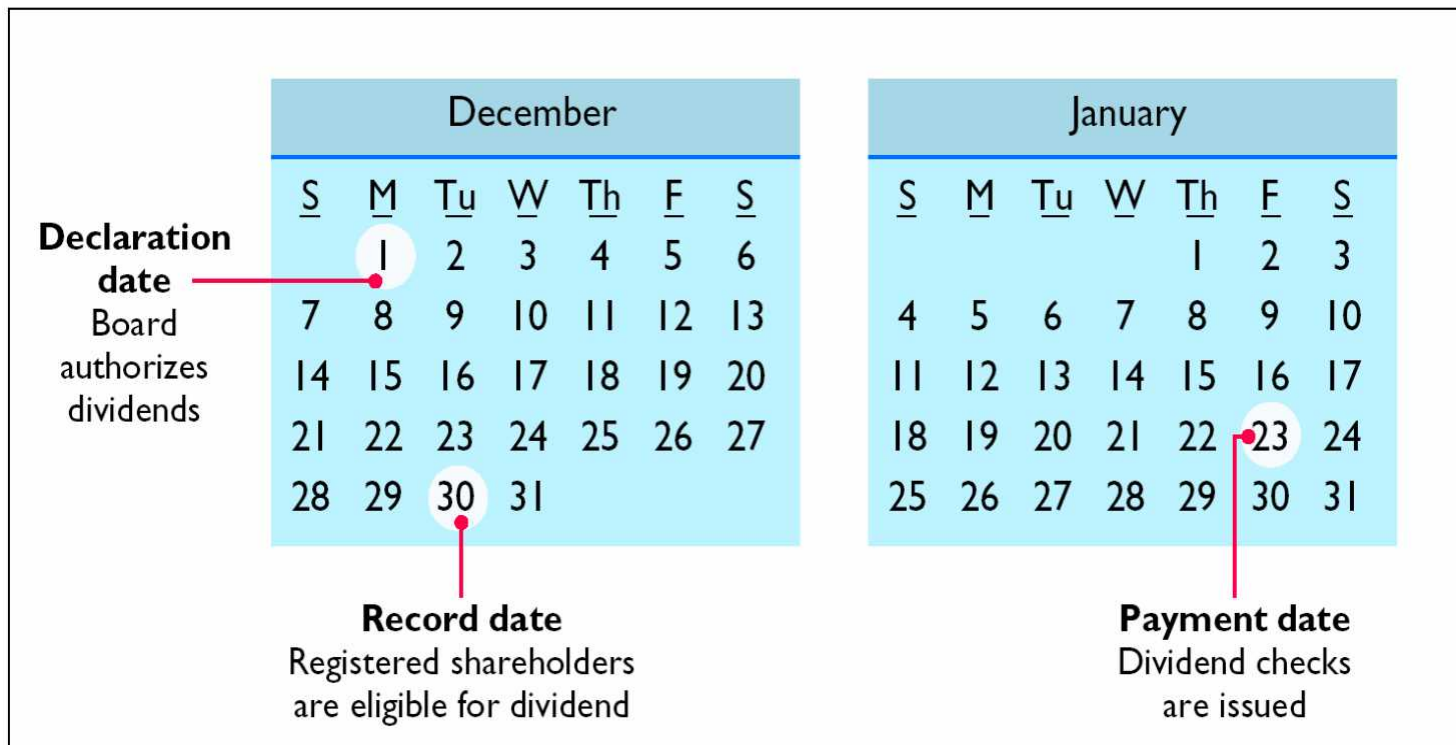 December
S M Tu W Th F S
1 2 3 4 5 6
7 8 9 10 11 12 13
14 15 16 17 18 19 20
21 22 23 24 25 26 27
28 29 30 31
January
S M Tu W Th F S
1 2 3
4 5 6 7 8 9 10
11 12 13 14 15 16 17
18 19 20 21 22 23 24
25 26 27 28 29 30 31
Declaration
date
Board
authorizes
dividends
Record date
Registered shareholders
are eligible for dividend
Payment date
Dividend checks
are issued